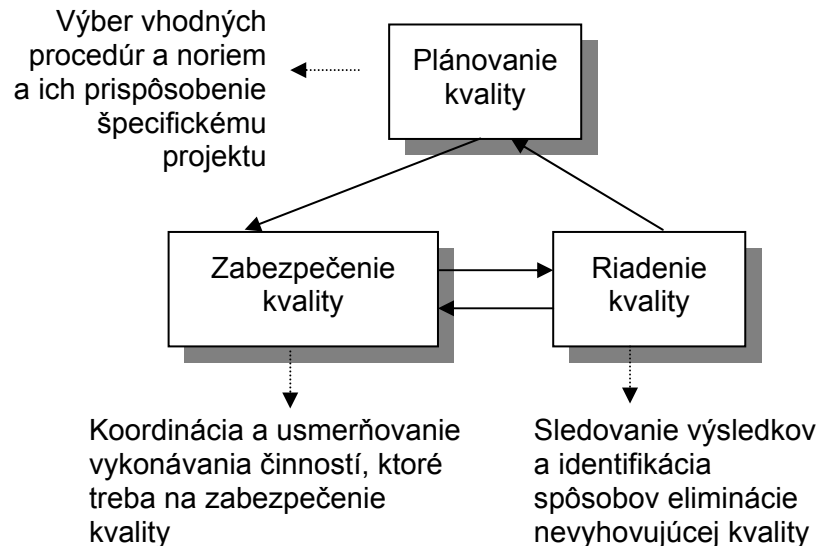 Výber vhodných
procedúr a noriem
a ich prispôsobenie
špecifickému
projektu
Plánovanie
kvality
Zabezpečenie
kvality
Riadenie
kvality
Koordinácia a usmerňovanie
vykonávania činností, ktoré
treba na zabezpečenie
kvality
Sledovanie výsledkov
a identifikácia
spôsobov eliminácie
nevyhovujúcej kvality